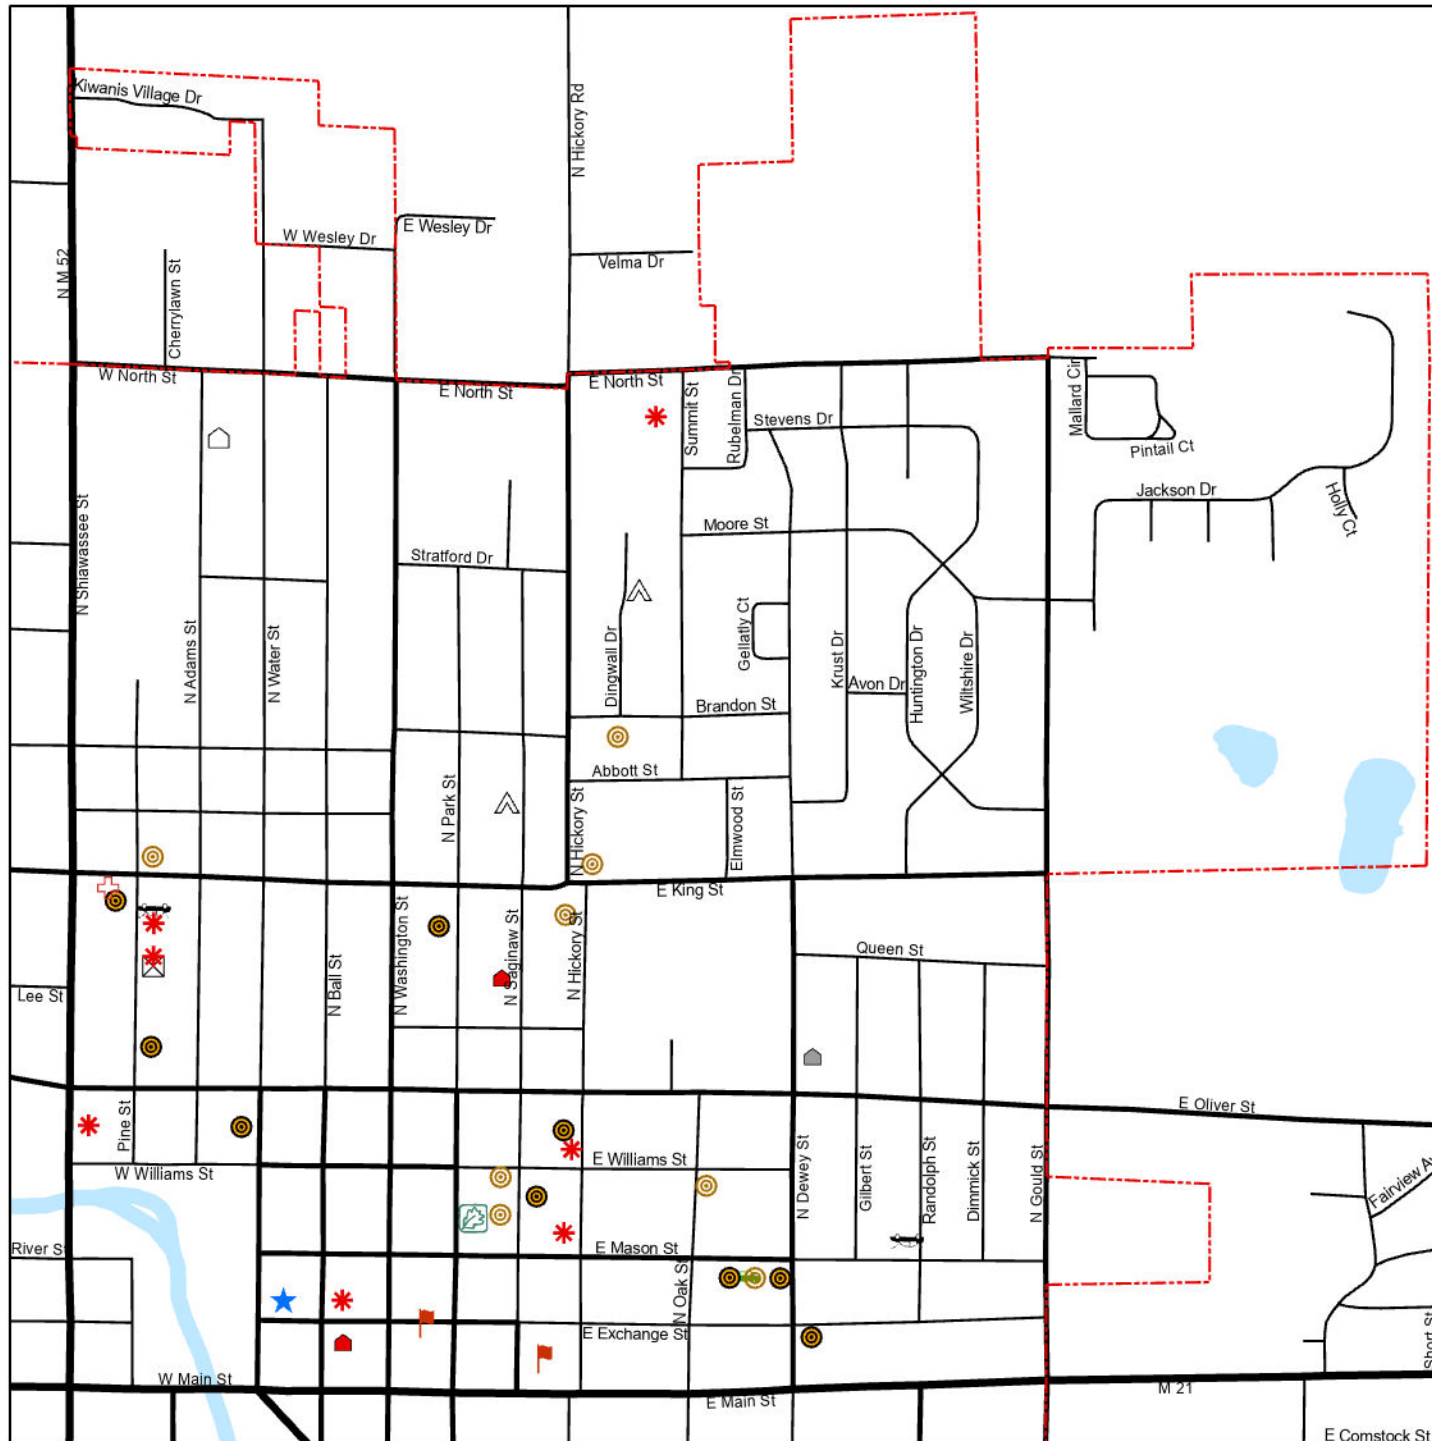 Kiwanis Village Dr
N Hickory Rd
E Wesley Dr
W Wesley Dr
N M 52
Cherrylawn St
Velma Dr
W North St
E North St
E North St
Summit St
Rubelman Dr
Stevens Dr
Mallard Cir
Pintail Ct
Jackson Dr
Holly Ct
N Shiawassee St
Moore St
Stratford Dr
N Adams St
N Water St
Dingwall Dr
Gellatly Ct
Krust Dr
Avon Dr
Huntington Dr
Wiltshire Dr
Brandon St
Abbott St
N Park St
N Hickory St
Elmwood St
E King St
N Washington St
N Saginaw St
N Hickory St
Queen St
N Ball St
Lee St
Pine St
W Williams St
E Williams St
N Dewey St
Gilbert St
Randolph St
Dimmick St
N Gould St
E Oliver St
Fairview Av
River S
E Mason St
N Oak St
E Exchange St
Short St
W Main St
E Main St
M 21
E Comstock St